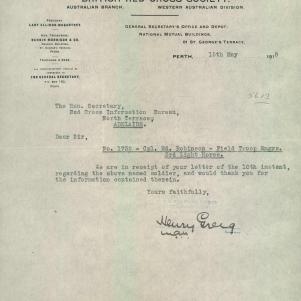 BRITISH RED CROSS SOCIETY.
AUSTRALIAN BRANCH. WESTERN AUSTRALIAN DIVISION.
PRESIDENT
GENERAL SECRETARY'S OFFICE AND DEPOT,
NATIONAL MUTUAL BUILDINGS,
81 ST. GEORGE'S TERRACE,
PERTH, 15th May 1918
TELEPHONE A 2502
The Hon. Secretary,
Red Cross Information Bureau,
North Terrace,
ADELAIDE.
Dear Sir,
No. 1782 - Cpl. Ed. Robinson - Field Troop Engrs.
3rd Light Horse.
We are in receipt of your letter of the 10th instant,
regarding the above named soldier, and would thank you for
the information contained therein.
Yours faithfully,
Henry Greig